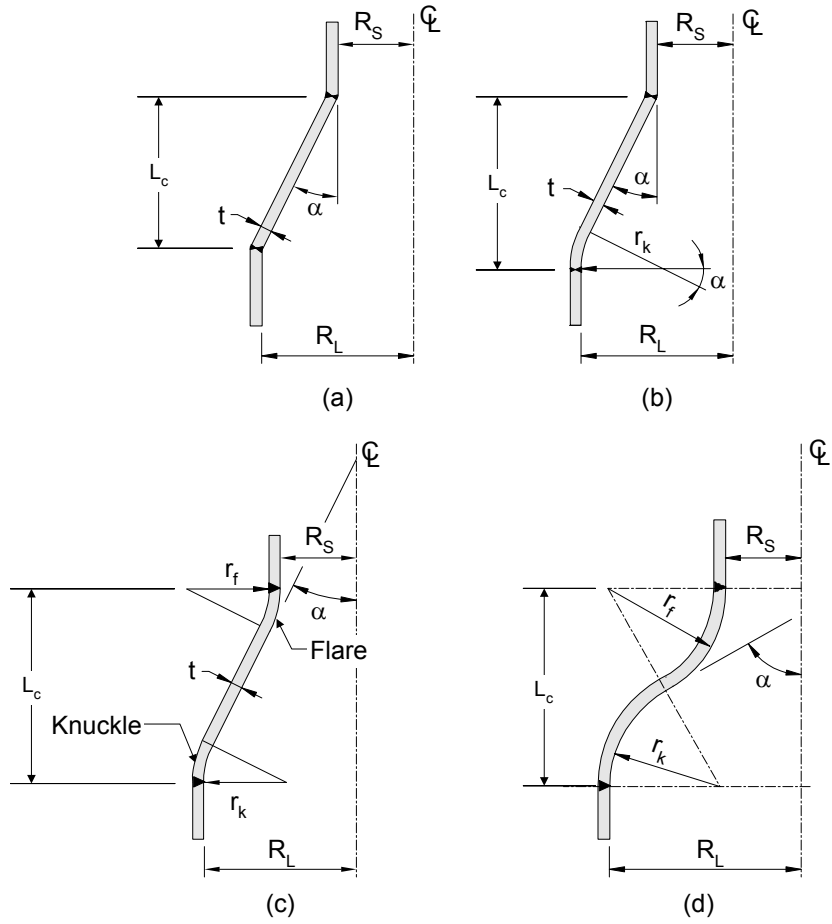 R_S
℄
L_c
α
t
R_L
(a)
R_S
℄
L_c
α
t
r_k
α
R_L
(b)
℄
R_S
r_f
α
Flare
t
L_c
Knuckle
r_k
R_L
(c)
℄
R_S
r_f
α
L_c
r_k
R_L
(d)